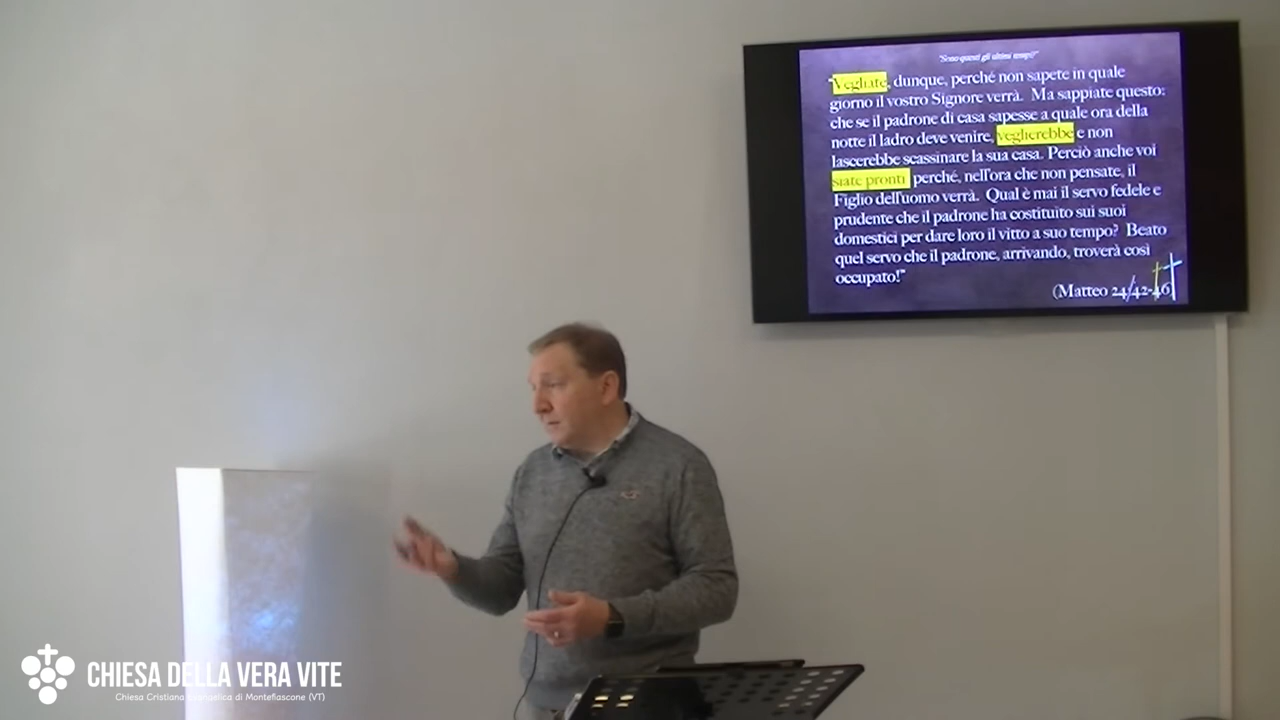 "Sono questi gli ultimi tempi?"
"Vegliate, dunque, perché non sapete in quale
giorno il vostro Signore verrà. Ma sappiate questo:
che se il padrone di casa sapesse a quale ora della
notte il ladro deve venire, veglierebbe e non
lascerebbe scassinare la sua casa. Perciò anche voi
siate pronti perché, nell'ora che non pensate, il
Figlio dell'uomo verrà. Qual è mai il servo fedele e
prudente che il padrone ha costituito sui suoi
domestici per dare loro il vitto a suo tempo? Beato
quel servo che il padrone, arrivando, troverà così
occupato!"
(Matteo 24/42-46)
CHIESA DELLA VERA VITE
Chiesa Cristiana Evangelica di Montefiascone (VT)